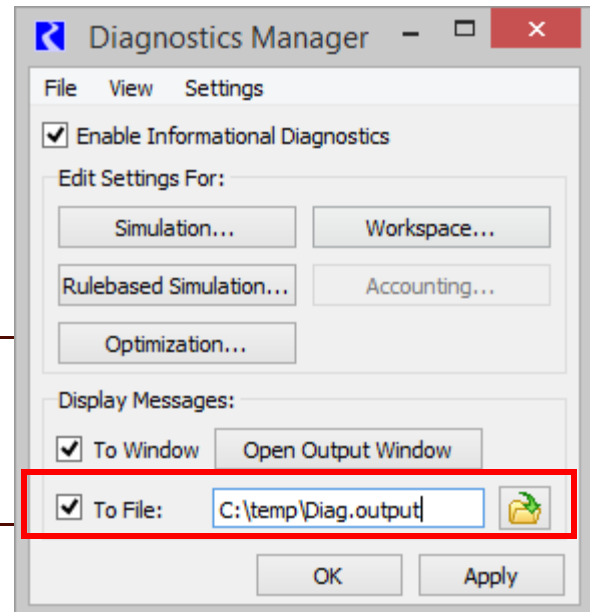 Diagnostics Manager
File View Settings
Enable Informational Diagnostics
Edit Settings For:
Simulation... Workspace...
Rulebased Simulation... Accounting...
Optimization...
Display Messages:
To Window Open Output Window
To File: C:\temp\Diag.output
OK Apply